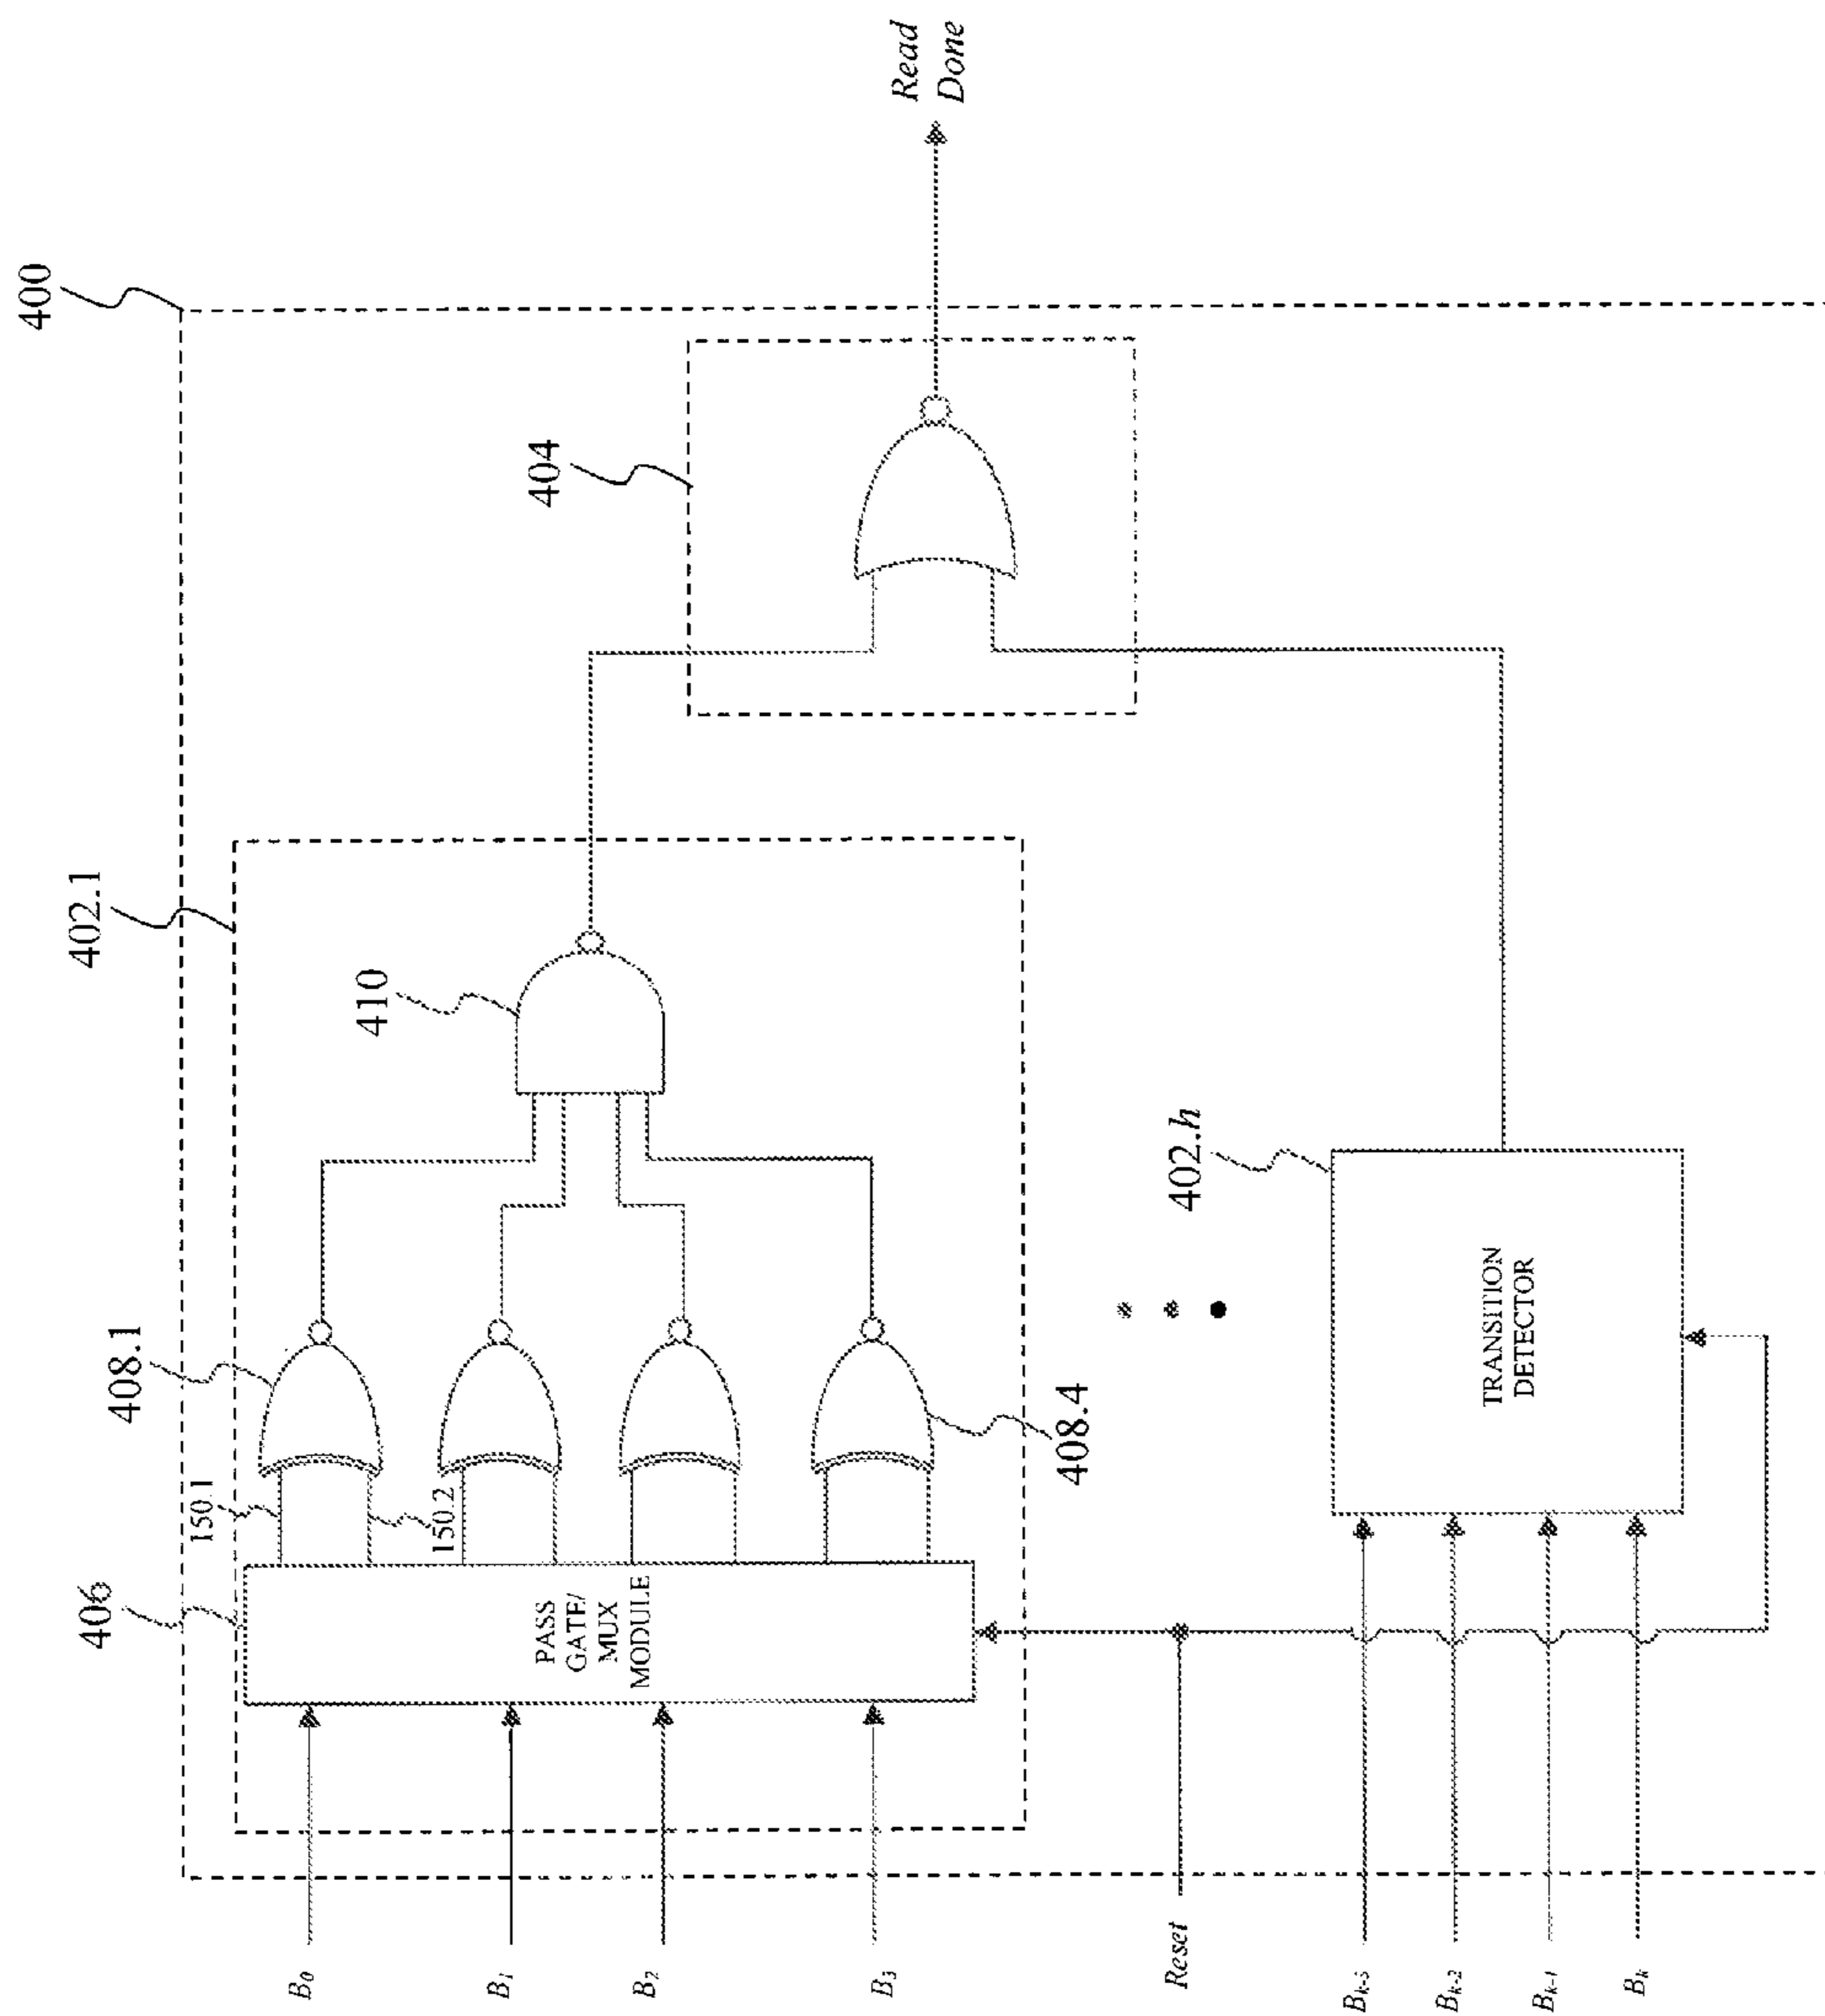 400
402.1
404
Read
Done
410
408.1
150.1
150.2
408.4
406
PASS
GATE/
MUX
MODULE
402.h
TRANSITION
DETECTOR
B0
B1
B2
B3
Reset
Bk-3
Bk-2
Bk-1
Bk